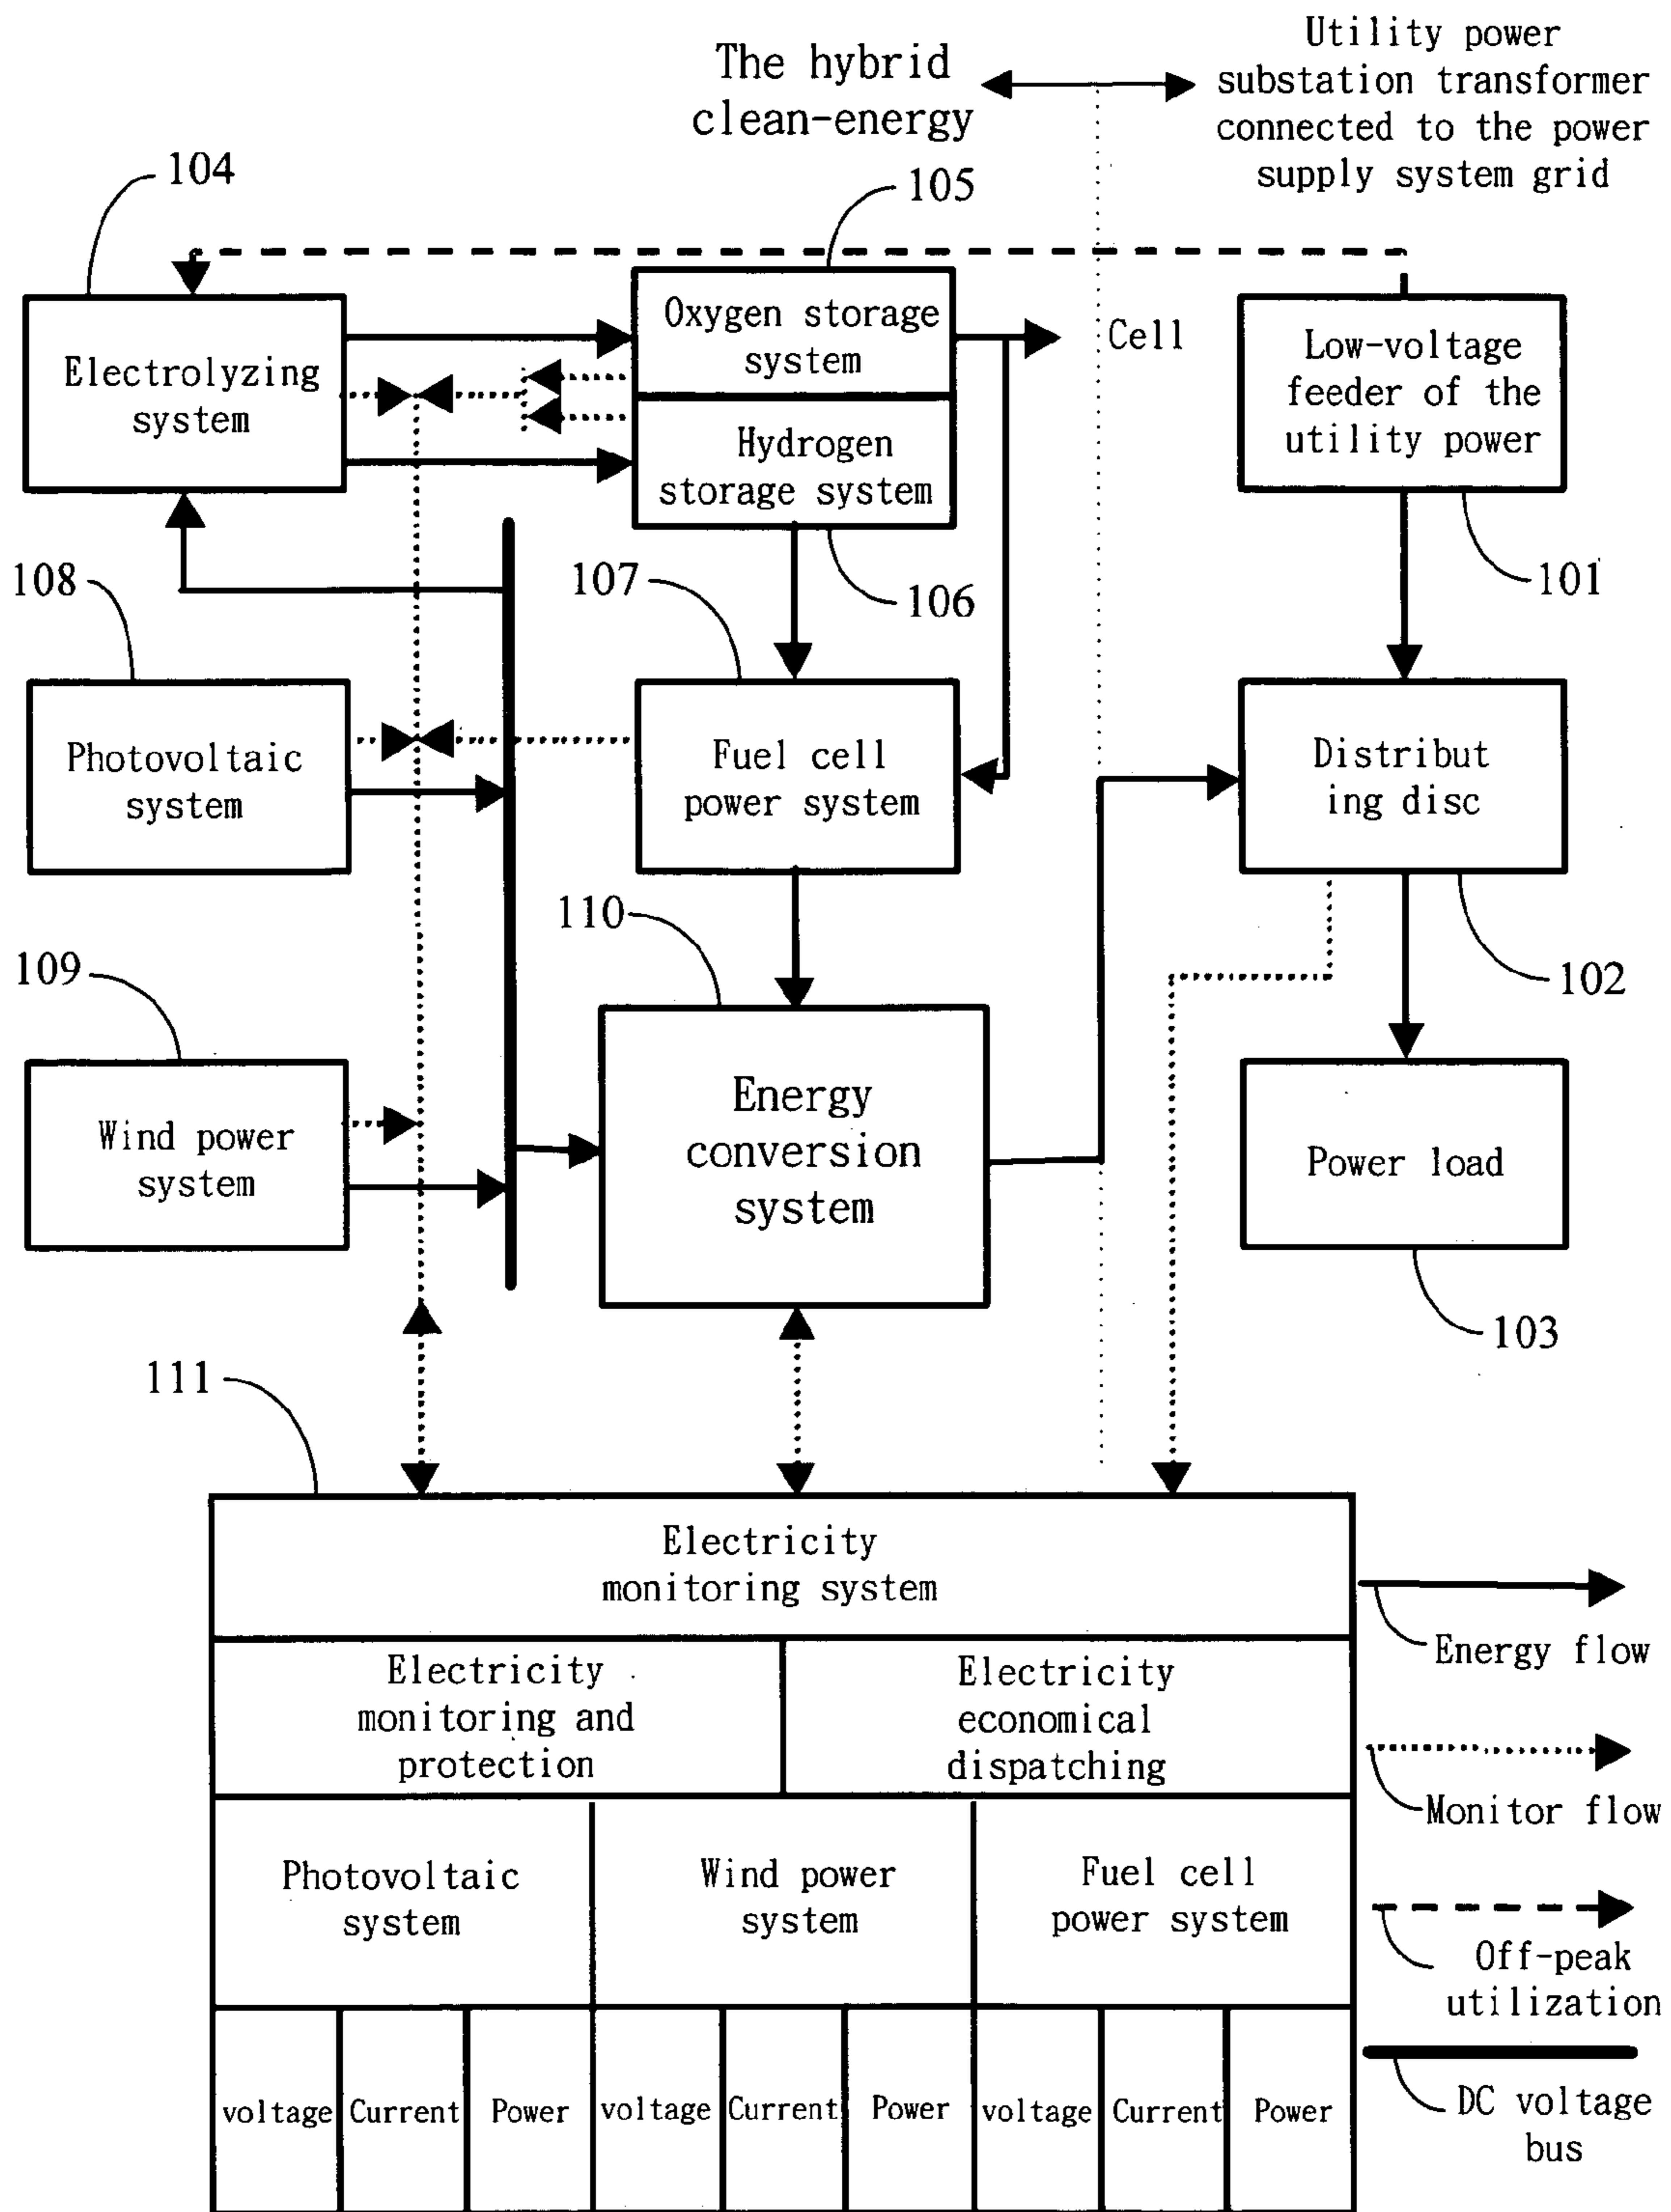 The hybrid
clean-energy
Utility power
substation transformer
connected to the power
supply system grid
104
105
Electrolyzing
system
Oxygen storage
system
Cell
Low-voltage
feeder of the
utility power
Hydrogen
storage system
108
107
106
101
Photovoltaic
system
Fuel cell
power system
Distribut
ing disc
110
109
102
Wind power
system
Energy
conversion
system
Power load
103
111
Electricity
monitoring system
Energy flow
Electricity
monitoring and
protection
Electricity
economical
dispatching
Monitor flow
Photovoltaic
system
Wind power
system
Fuel cell
power system
Off-peak
utilization
voltage
Current
Power
voltage
Current
Power
voltage
Current
Power
DC voltage
bus